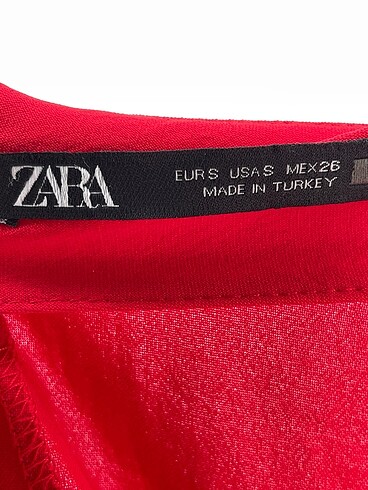 ZARA
EUR S USA S MEX 26
MADE IN TURKEY